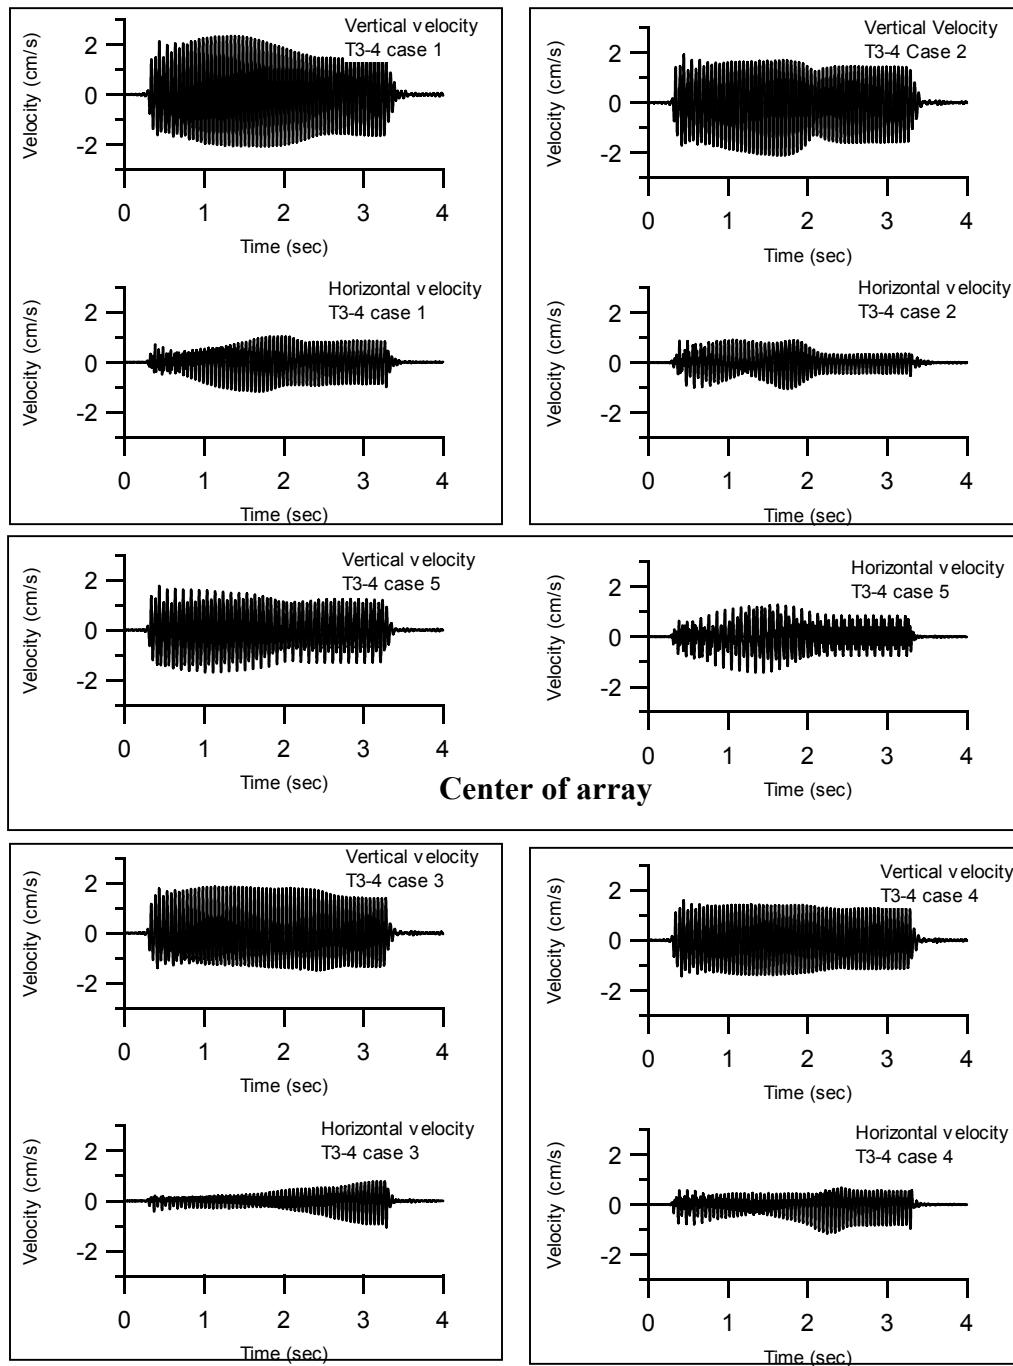 Vertical velocity
T3-4 case 1
Velocity (cm/s)
2
0
-2
0 1 2 3 4
Time (sec)
Horizontal velocity
T3-4 case 1
Velocity (cm/s)
2
0
-2
0 1 2 3 4
Time (sec)
Vertical Velocity
T3-4 Case 2
Velocity (cm/s)
2
0
-2
0 1 2 3 4
Time (sec)
Horizontal velocity
T3-4 case 2
Velocity (cm/s)
2
0
-2
0 1 2 3 4
Time (sec)
Vertical velocity
T3-4 case 5
Velocity (cm/s)
2
0
-2
0 1 2 3 4
Time (sec)
Horizontal velocity
T3-4 case 5
Velocity (cm/s)
2
0
-2
0 1 2 3 4
Time (sec)
Center of array
Vertical velocity
T3-4 case 3
Velocity (cm/s)
2
0
-2
0 1 2 3 4
Time (sec)
Horizontal velocity
T3-4 case 3
Velocity (cm/s)
2
0
-2
0 1 2 3 4
Time (sec)
Vertical velocity
T3-4 case 4
Velocity (cm/s)
2
0
-2
0 1 2 3 4
Time (sec)
Horizontal velocity
T3-4 case 4
Velocity (cm/s)
2
0
-2
0 1 2 3 4
Time (sec)